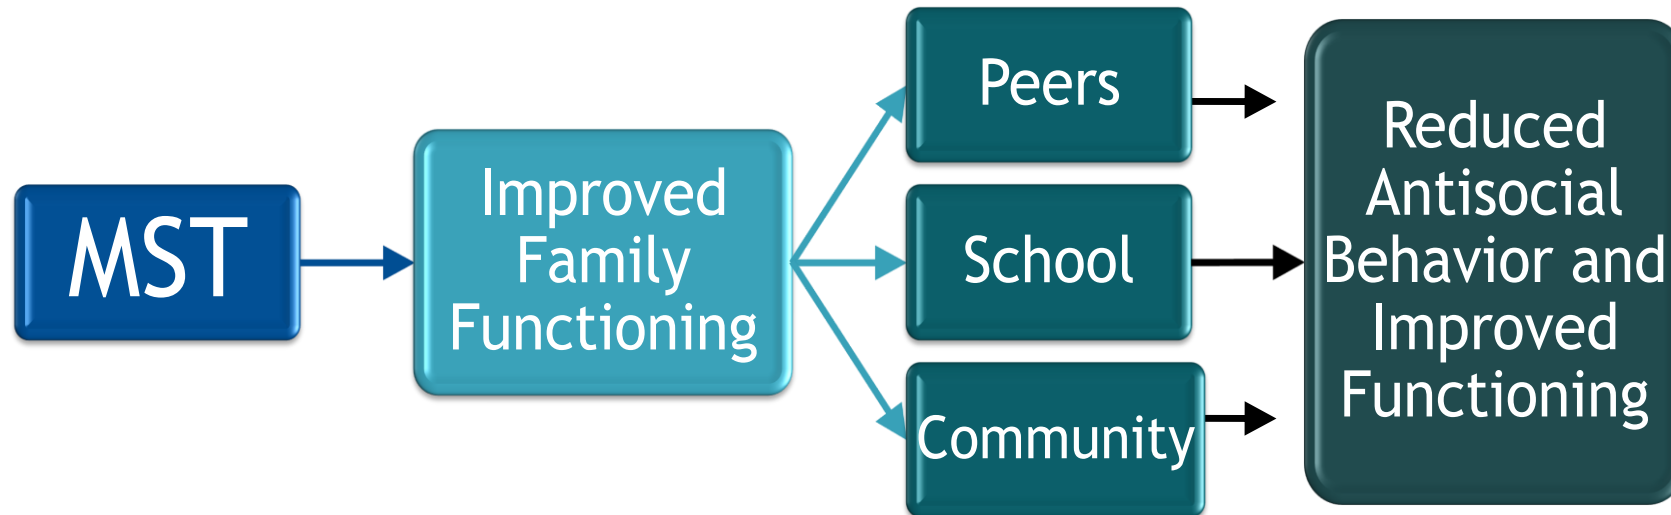 MST
Improved
Family
Functioning
Peers
School
Community
Reduced
Antisocial
Behavior and
Improved
Functioning